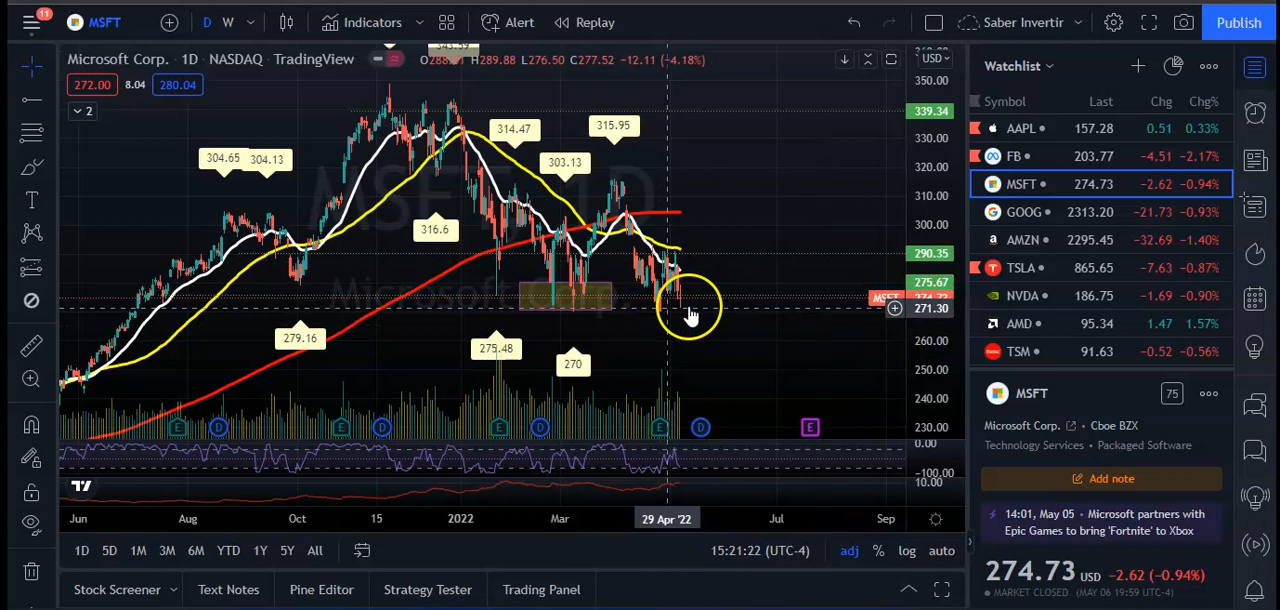 11
MSFT
D
W
Indicators
Alert
Replay
Saber Invertir
Publish
Microsoft Corp. · 1D · NASDAQ · TradingView
H289.88 L276.50 C277.52 −12.11 (−4.18%)
USD
272.00
8.04
280.04
2
304.65
304.13
316.6
314.47
303.13
315.95
279.16
275.48
270
350.00
339.34
330.00
320.00
310.00
300.00
290.35
275.67
271.30
260.00
250.00
240.00
230.00
0.00
−100.00
10.00
E
D
E
D
E
D
E
D
E
Jun
Aug
Oct
15
2022
Mar
29 Apr '22
Jul
Sep
1D
5D
1M
3M
6M
YTD
1Y
5Y
All
15:21:22 (UTC-4)
adj
%
log
auto
Stock Screener
Text Notes
Pine Editor
Strategy Tester
Trading Panel
Watchlist
Symbol
Last
Chg
Chg%
AAPL 157.28 0.51 0.33%
FB 203.77 −4.51 −2.17%
MSFT 274.73 −2.62 −0.94%
GOOG 2313.20 −21.73 −0.93%
AMZN 2295.45 −32.69 −1.40%
TSLA 865.65 −7.63 −0.87%
NVDA 186.75 −1.69 −0.90%
AMD 95.34 1.47 1.57%
TSM 91.63 −0.52 −0.56%
MSFT
75
Microsoft Corp.
Cboe BZX
Technology Services • Packaged Software
Add note
14:01, May 05 • Microsoft partners with
Epic Games to bring 'Fortnite' to Xbox
274.73 USD −2.62 (−0.94%)
MARKET CLOSED (MAY 06 19:59 UTC-4)